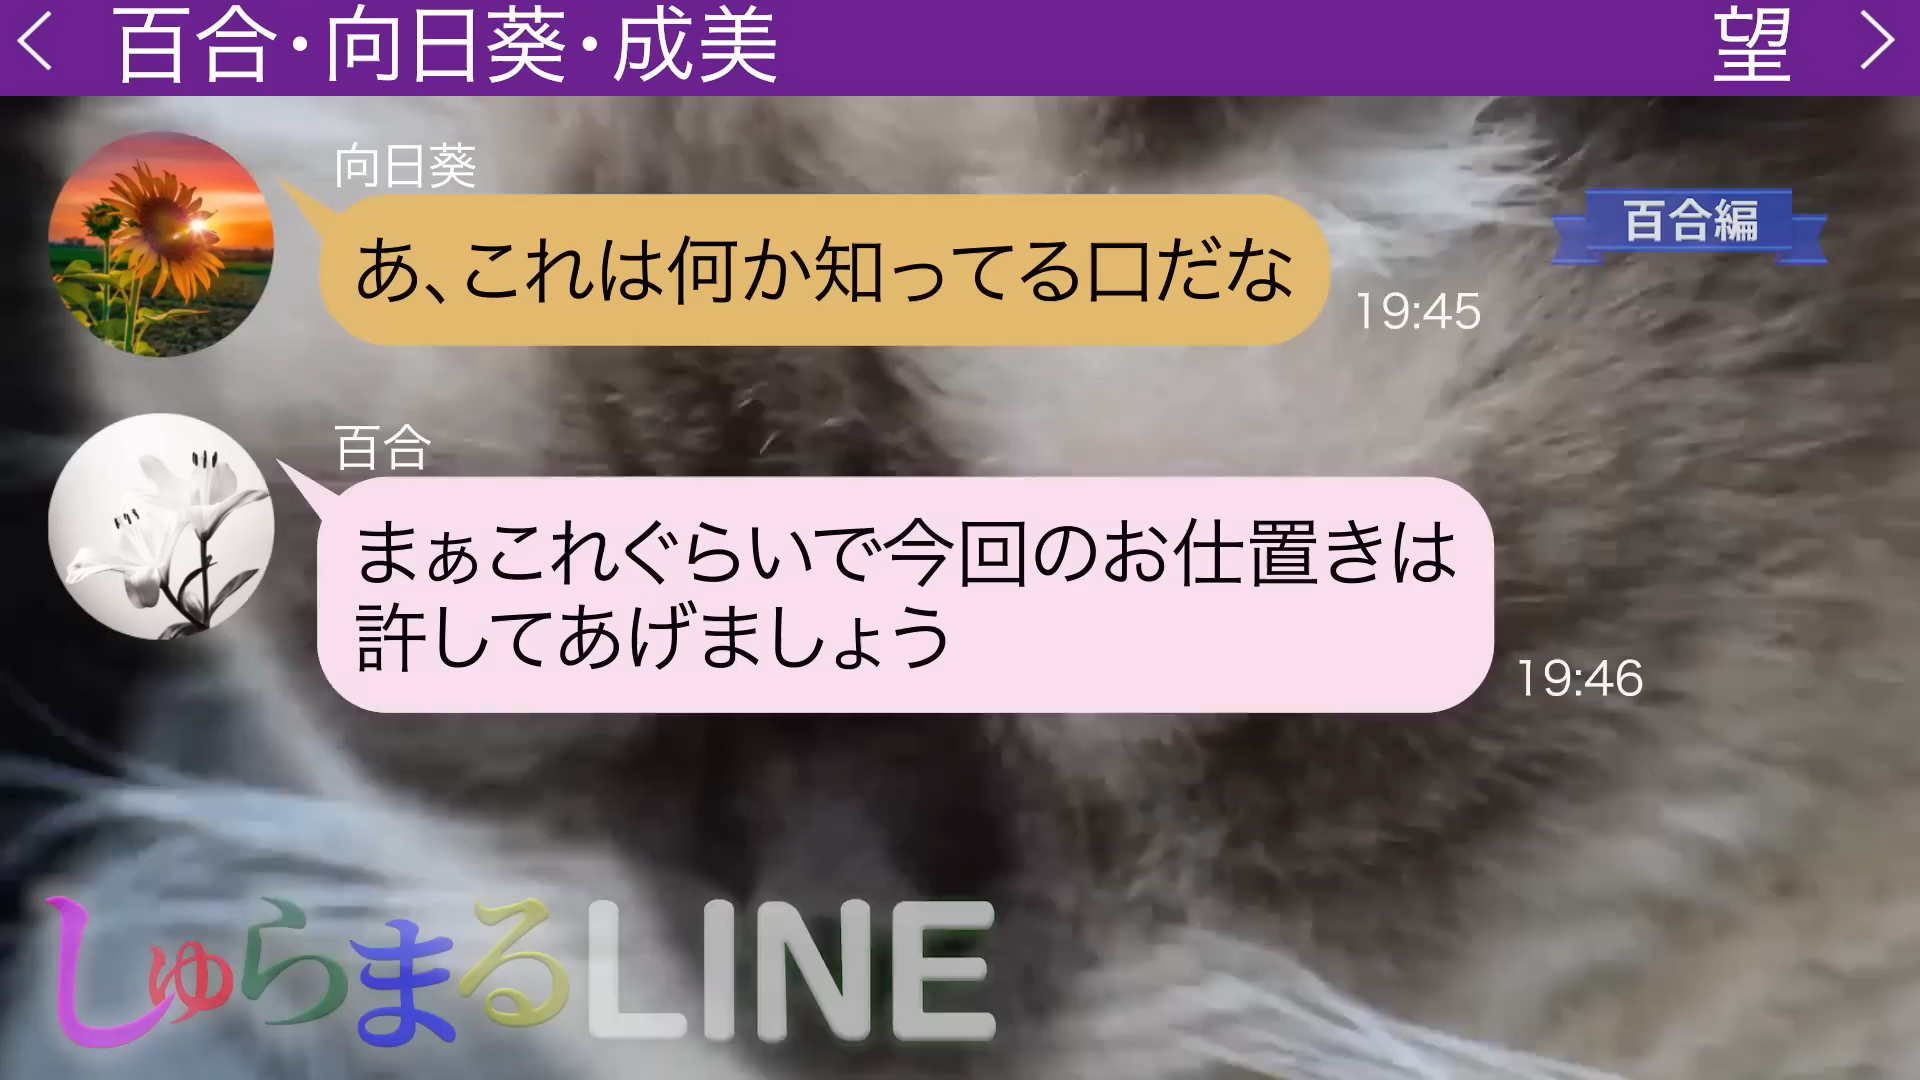 百合・向日葵・成美
望
向日葵
あ、これは何か知ってる口だな
19:45
百合編
百合
まぁこれぐらいで今回のお仕置きは
許してあげましょう
19:46
しゅらまるLINE